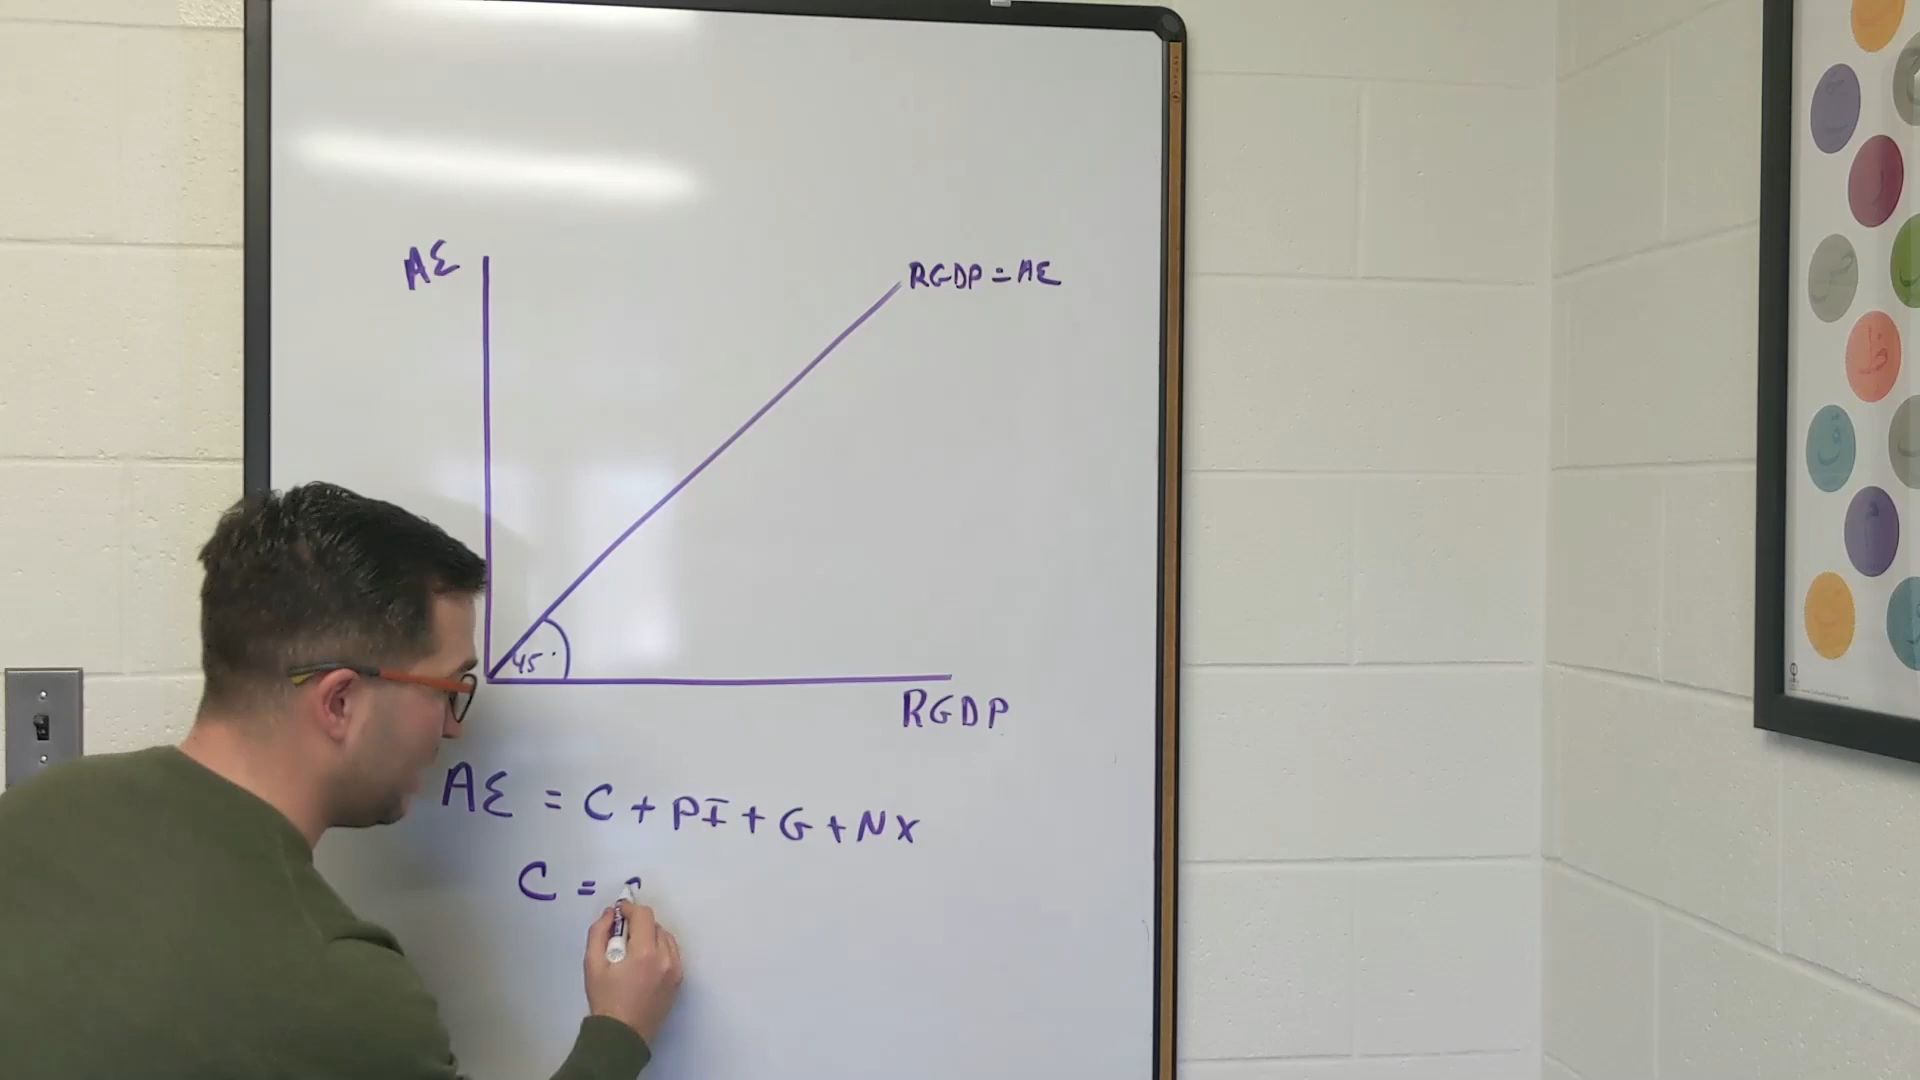 AE
RGDP = AE
45°
RGDP
AE = C + PI + G + NX
C =